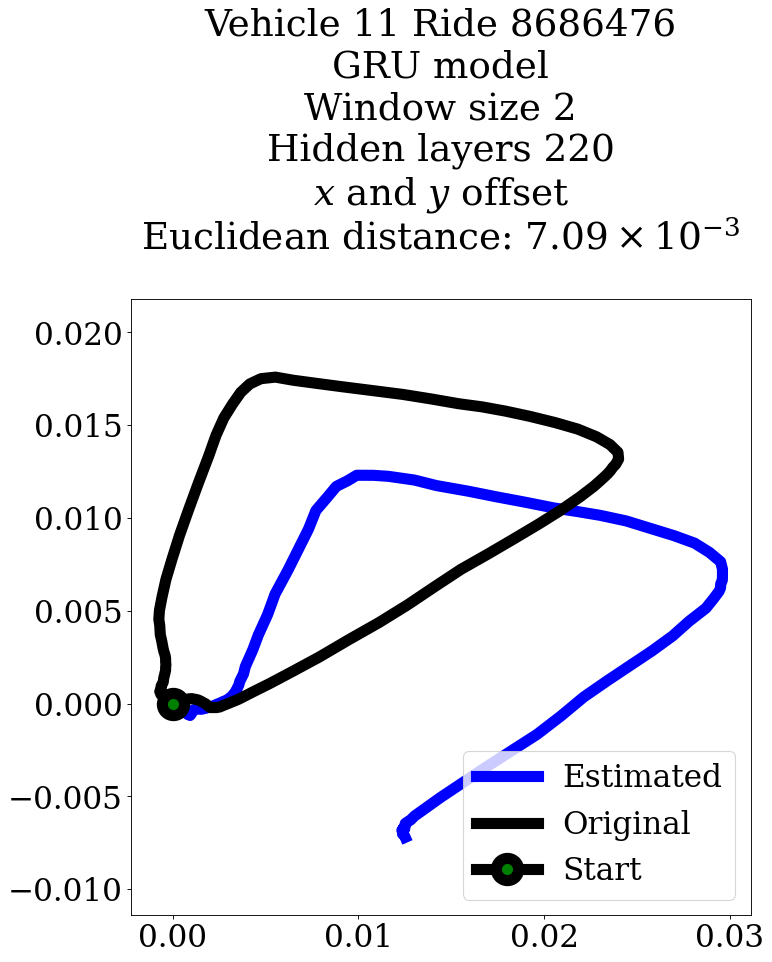 Vehicle 11 Ride 8686476
GRU model
Window size 2
Hidden layers 220
x and y offset
Euclidean distance: 7.09 × 10⁻³
0.020
0.015
0.010
0.005
0.000
−0.005
−0.010
Estimated
Original
Start
0.00 0.01 0.02 0.03